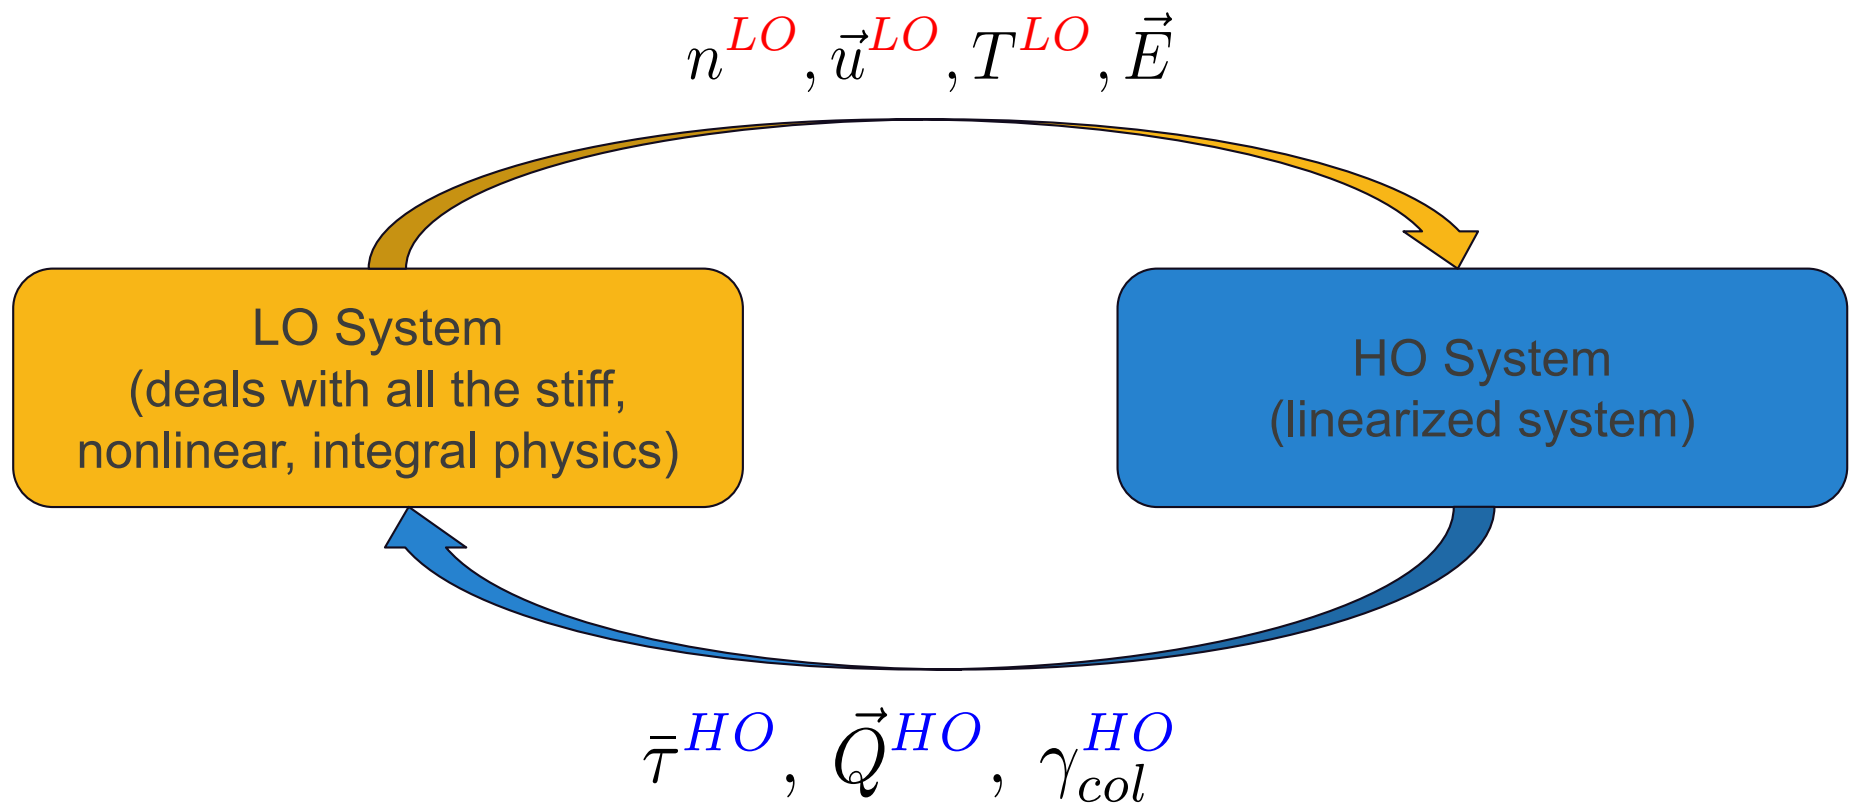 $n^{LO}, \vec{u}^{LO}, T^{LO}, \vec{E}$
LO System
(deals with all the stiff,
nonlinear, integral physics)
HO System
(linearized system)
$\bar{\bar{\tau}}^{HO}, \vec{Q}^{HO}, \gamma_{col}^{HO}$